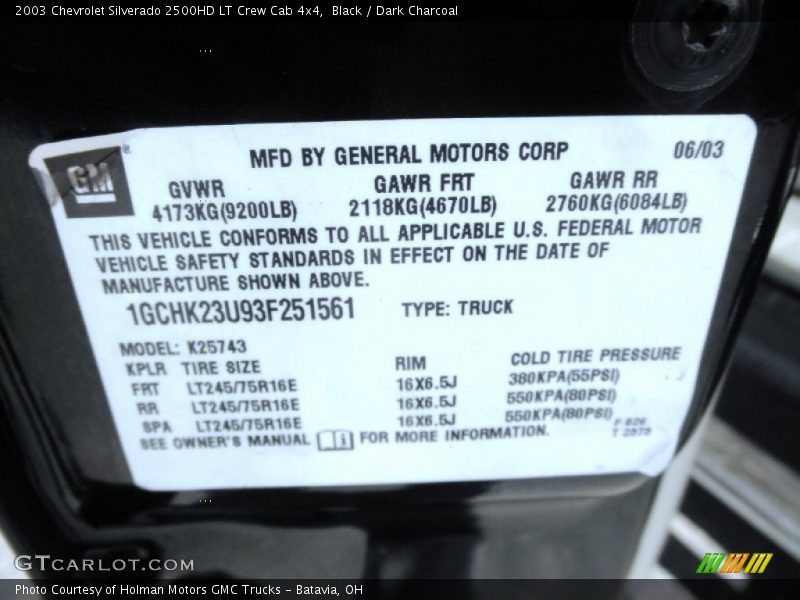 2003 Chevrolet Silverado 2500HD LT Crew Cab 4x4, Black / Dark Charcoal
MFD BY GENERAL MOTORS CORP 06/03
GM
GVWR GAWR FRT GAWR RR
4173KG(9200LB) 2118KG(4670LB) 2760KG(6084LB)
THIS VEHICLE CONFORMS TO ALL APPLICABLE U.S. FEDERAL MOTOR
VEHICLE SAFETY STANDARDS IN EFFECT ON THE DATE OF
MANUFACTURE SHOWN ABOVE.
1GCHK23U93F251561 TYPE: TRUCK
MODEL: K25743
KPLR TIRE SIZE RIM COLD TIRE PRESSURE
FRT LT245/75R16E 16X6.5J 380KPA(55PSI)
RR LT245/75R16E 16X6.5J 550KPA(80PSI)
SPA LT245/75R16E 16X6.5J 550KPA(80PSI)
SEE OWNER'S MANUAL FOR MORE INFORMATION.
GTCARLOT.COM
Photo Courtesy of Holman Motors GMC Trucks - Batavia, OH